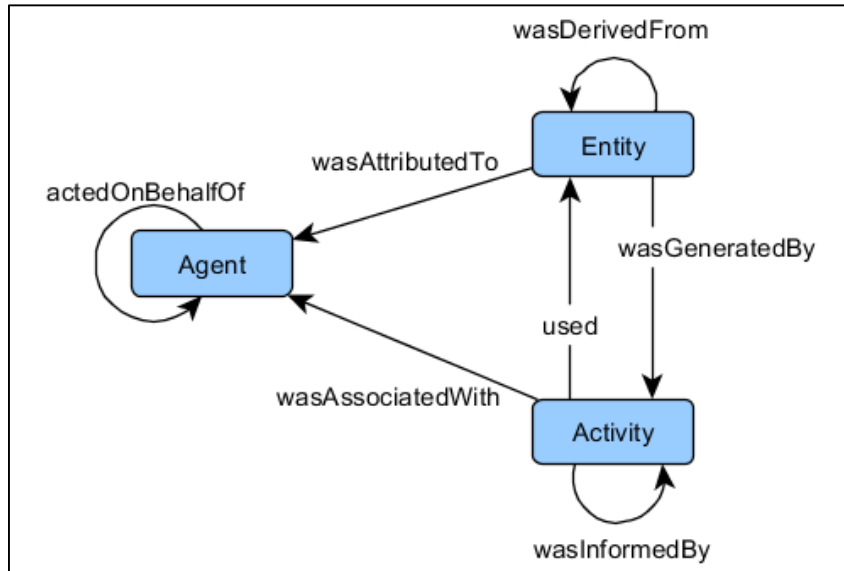 wasDerivedFrom
Entity
wasAttributedTo
actedOnBehalfOf
Agent
wasGeneratedBy
used
wasAssociatedWith
Activity
wasInformedBy